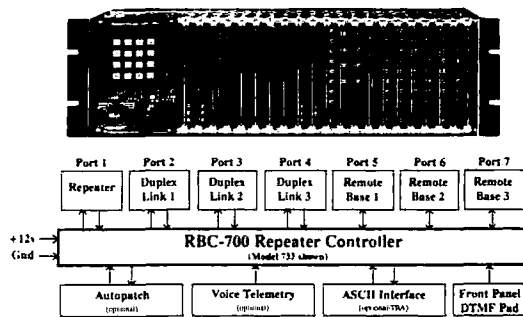 Port 1 Port 2 Port 3 Port 4 Port 5 Port 6 Port 7
Repeater
Duplex Link 1
Duplex Link 2
Duplex Link 3
Remote Base 1
Remote Base 2
Remote Base 3
+12v
Gnd
RBC-700 Repeater Controller
(Model 733 shown)
Autopatch
(optional)
Voice Telemetry
(optional)
ASCII Interface
(optional-TBA)
Front Panel
DTMF Pad